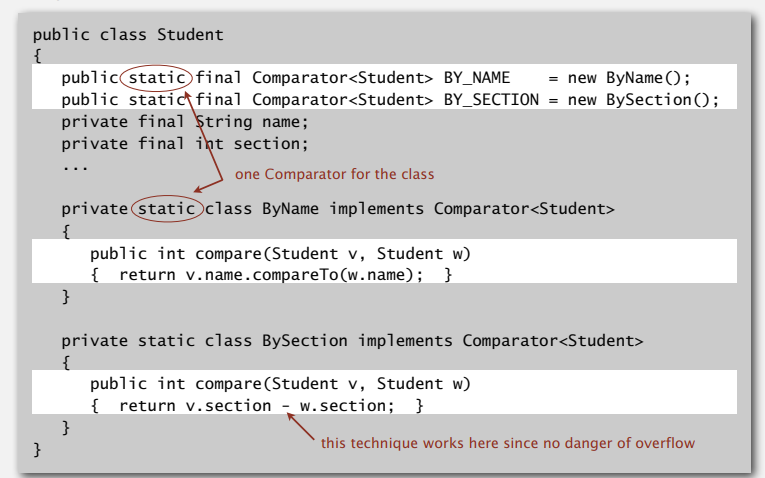 public class Student
{
public static final Comparator<Student> BY_NAME = new ByName();
public static final Comparator<Student> BY_SECTION = new BySection();
private final String name;
private final int section;
...
one Comparator for the class
private static class ByName implements Comparator<Student>
{
public int compare(Student v, Student w)
{ return v.name.compareTo(w.name); }
}
private static class BySection implements Comparator<Student>
{
public int compare(Student v, Student w)
{ return v.section - w.section; }
}
this technique works here since no danger of overflow
}